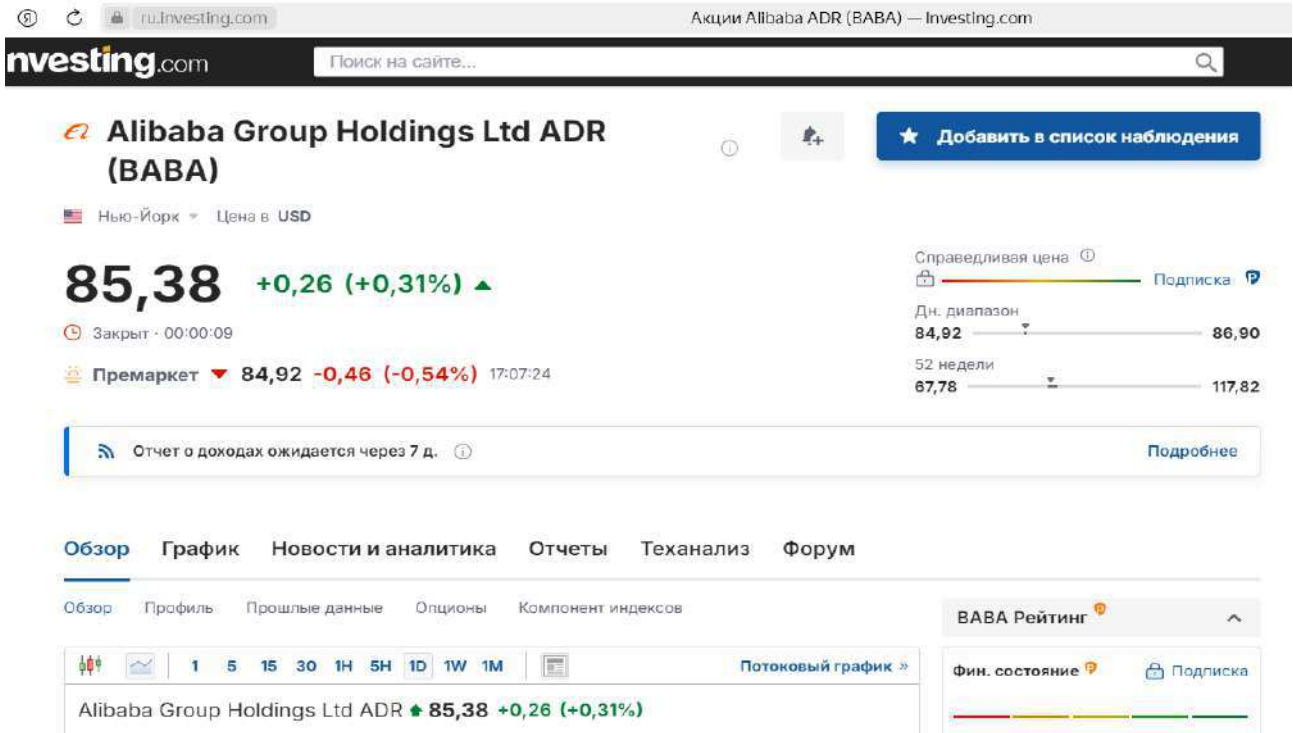 ru.investing.com
Акции Alibaba ADR (BABA) — Investing.com
nvesting.com
Поиск на сайте...
Alibaba Group Holdings Ltd ADR
(BABA)
Добавить в список наблюдения
Нью-Йорк Цена в USD
85,38 +0,26 (+0,31%)
Закрыт · 00:00:09
Премаркет 84,92 -0,46 (-0,54%) 17:07:24
Справедливая цена
Подписка
Дн. диапазон
84,92 86,90
52 недели
67,78 117,82
Отчет о доходах ожидается через 7 д.
Подробнее
Обзор График Новости и аналитика Отчеты Теханализ Форум
Обзор Профиль Прошлые данные Опционы Компонент индексов
1 5 15 30 1H 5H 1D 1W 1M
Потоковый график »
Alibaba Group Holdings Ltd ADR 85,38 +0,26 (+0,31%)
BABA Рейтинг
Фин. состояние Подписка